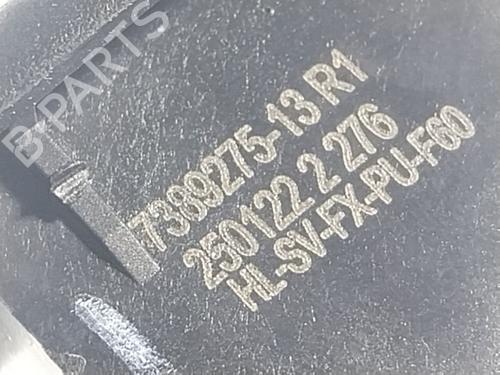 B-PARTS
7389275-13 R1
250122 2 276
HL-SV-FX-PU-F60